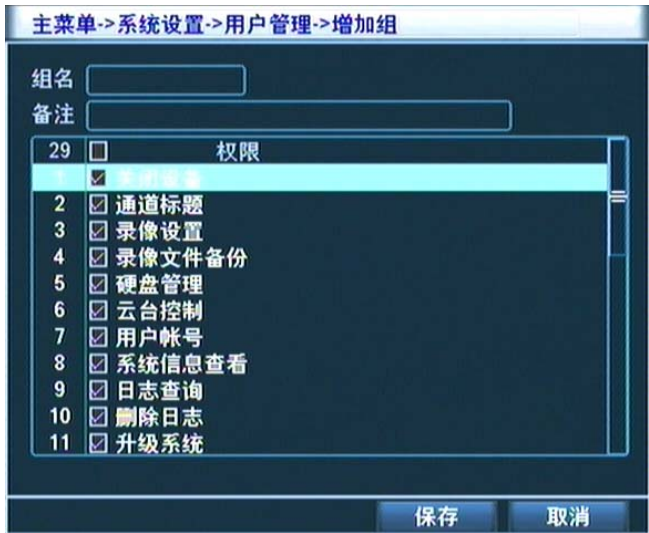 主菜单->系统设置->用户管理->增加组
组名
备注
29 权限
1 关闭设备
2 通道标题
3 录像设置
4 录像文件备份
5 硬盘管理
6 云台控制
7 用户帐号
8 系统信息查看
9 日志查询
10 删除日志
11 升级系统
保存 取消